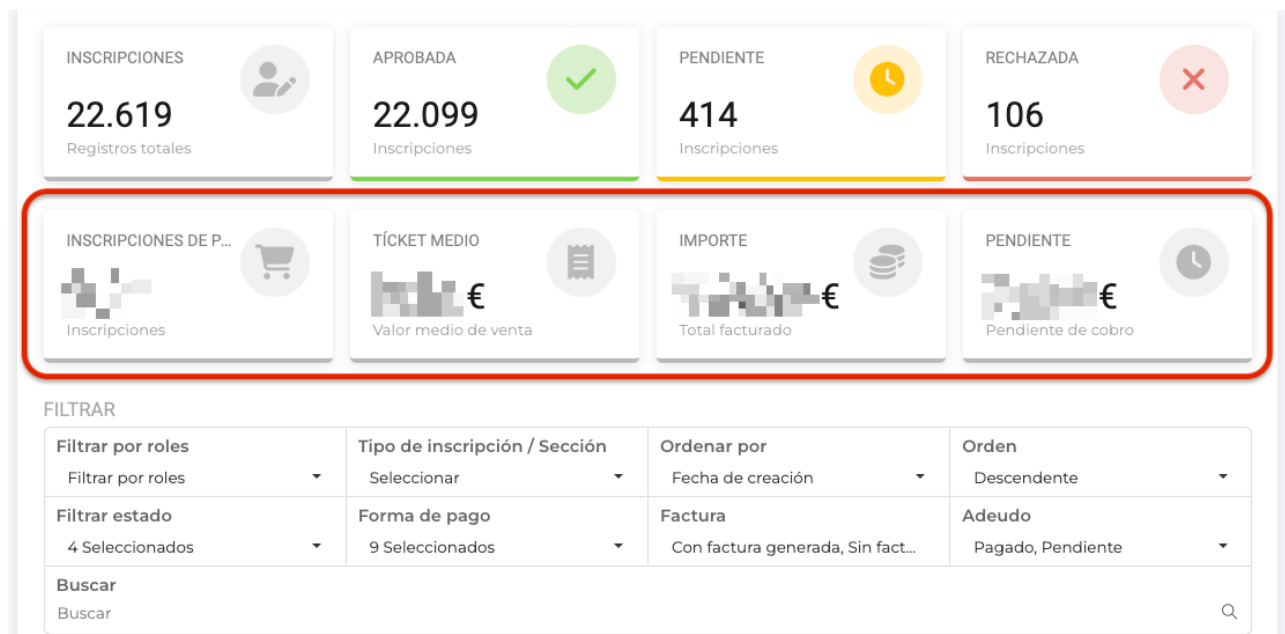 INSCRIPCIONES
22.619
Registros totales
APROBADA
22.099
Inscripciones
PENDIENTE
414
Inscripciones
RECHAZADA
106
Inscripciones
INSCRIPCIONES DE P...
Inscripciones
TÍCKET MEDIO
€
Valor medio de venta
IMPORTE
€
Total facturado
PENDIENTE
€
Pendiente de cobro
FILTRAR
Filtrar por roles
Filtrar por roles
Tipo de inscripción / Sección
Seleccionar
Ordenar por
Fecha de creación
Orden
Descendente
Filtrar estado
4 Seleccionados
Forma de pago
9 Seleccionados
Factura
Con factura generada, Sin fact...
Adeudo
Pagado, Pendiente
Buscar
Buscar